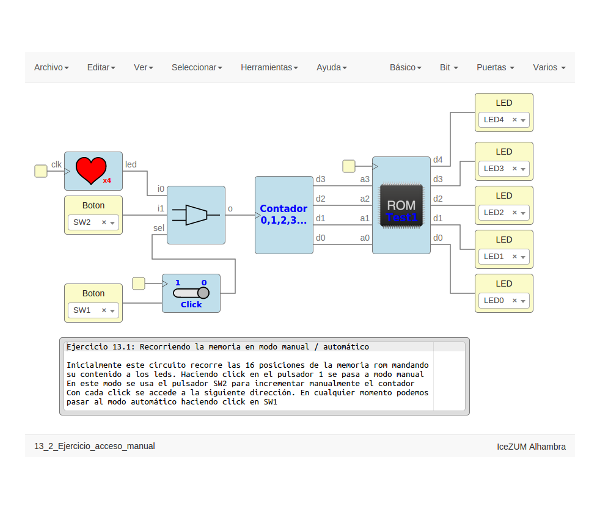 Archivo Editar Ver Seleccionar Herramientas Ayuda Básico Bit Puertas Varios
LED
LED4
clk led
x4
Boton
SW2
i0
i1
sel
o
Contador
0,1,2,3...
d3
d2
d1
d0
a3
a2
a1
a0
ROM
Test1
d4
d3
d2
d1
d0
LED
LED3
LED
LED2
LED
LED1
LED
LED0
Boton
SW1
1 0
Click
Ejercicio 13.1: Recorriendo la memoria en modo manual / automático
Inicialmente este circuito recorre las 16 posiciones de la memoria rom mandando
su contenido a los leds. Haciendo click en el pulsador 1 se pasa a modo manual
En este modo se usa el pulsador SW2 para incrementar manualmente el contador
Con cada click se accede a la siguiente dirección. En cualquier momento podemos
pasar al modo automático haciendo click en SW1
13_2_Ejercicio_acceso_manual IceZUM Alhambra